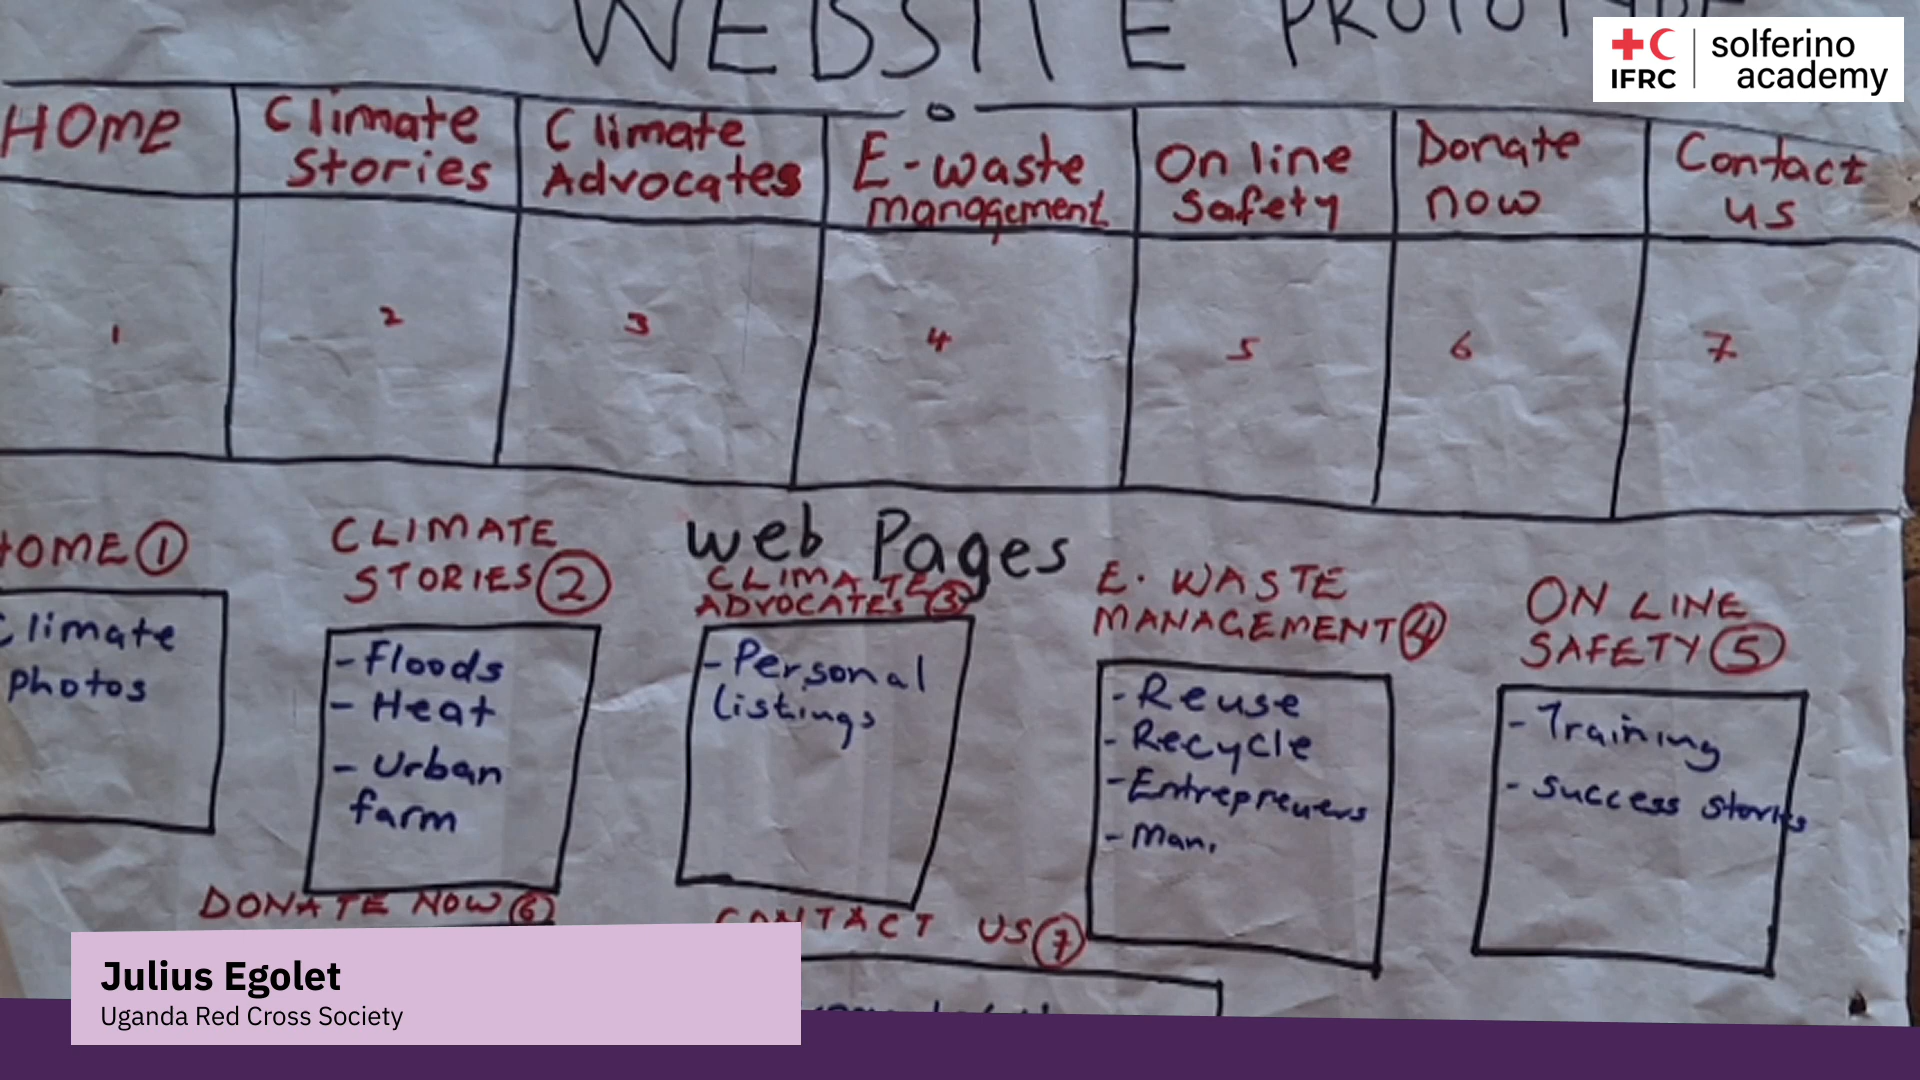 WEBSITE PROTOTYPE
IFRC
solferino
academy
HOME
Climate
Stories
Climate
Advocates
E-waste
management
On line
Safety
Donate
now
Contact
us
1
2
3
4
5
6
7
Web Pages
HOME 1
Climate
photos
CLIMATE
STORIES 2
- Floods
- Heat
- Urban
farm
CLIMATE
ADVOCATES 3
- Personal
listings
E. WASTE
MANAGEMENT 4
- Reuse
- Recycle
- Entreprenuers
- Man.
ON LINE
SAFETY 5
- Training
- Success stories
DONATE NOW 6
CONTACT US 7
Julius Egolet
Uganda Red Cross Society